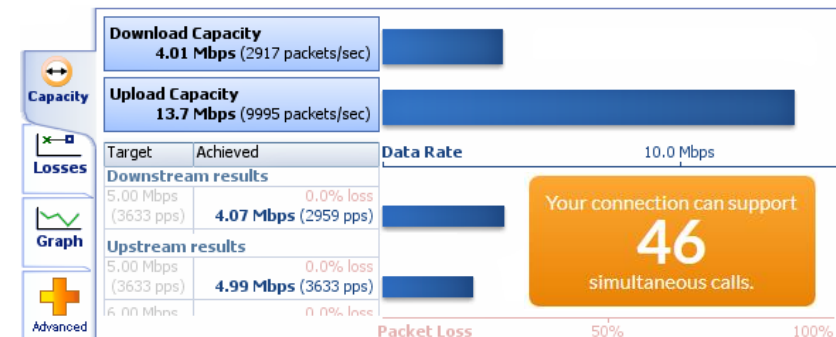 Capacity
Losses
Graph
Advanced
Download Capacity
4.01 Mbps (2917 packets/sec)
Upload Capacity
13.7 Mbps (9995 packets/sec)
Target Achieved Data Rate 10.0 Mbps
Downstream results
5.00 Mbps 0.0% loss
(3633 pps) 4.07 Mbps (2959 pps)
Upstream results
5.00 Mbps 0.0% loss
(3633 pps) 4.99 Mbps (3633 pps)
6.00 Mbps 0.0% loss
Your connection can support
46
simultaneous calls.
Packet Loss 50% 100%